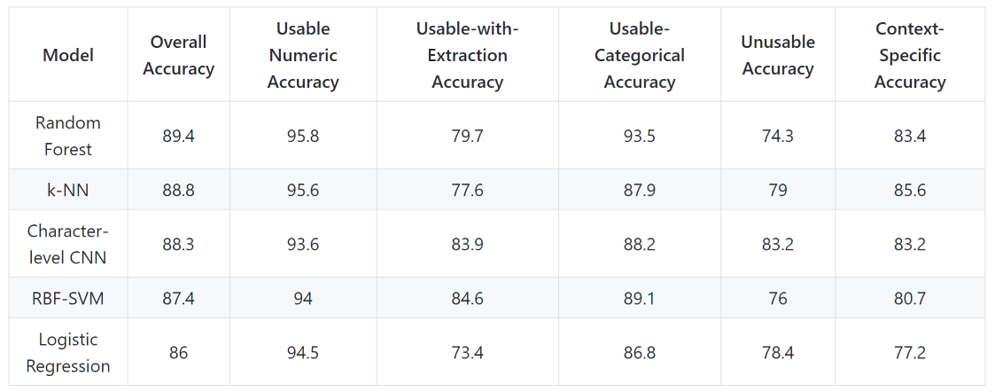 Model Overall Accuracy Usable Numeric Accuracy Usable-with-Extraction Accuracy Usable-Categorical Accuracy Unusable Accuracy Context-Specific Accuracy
Random Forest 89.4 95.8 79.7 93.5 74.3 83.4
k-NN 88.8 95.6 77.6 87.9 79 85.6
Character-level CNN 88.3 93.6 83.9 88.2 83.2 83.2
RBF-SVM 87.4 94 84.6 89.1 76 80.7
Logistic Regression 86 94.5 73.4 86.8 78.4 77.2